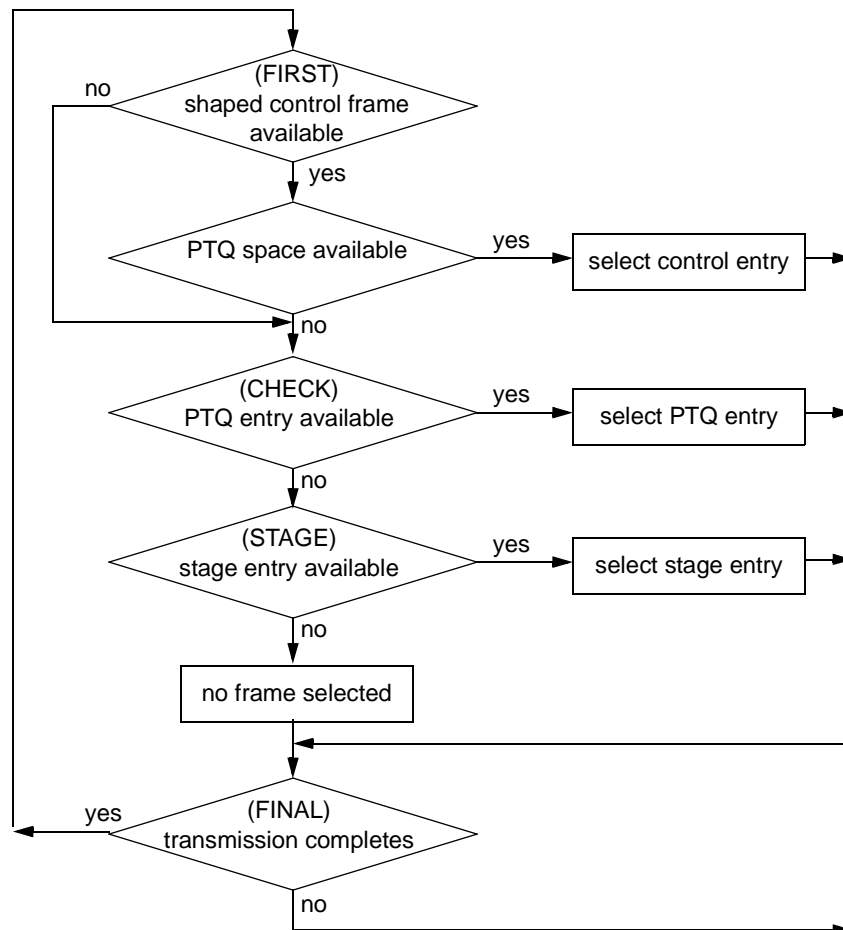 (FIRST)
no
shaped control frame
available
yes
PTQ space available
yes
select control entry
no
(CHECK)
PTQ entry available
yes
select PTQ entry
no
(STAGE)
stage entry available
yes
select stage entry
no
no frame selected
(FINAL)
yes
transmission completes
no